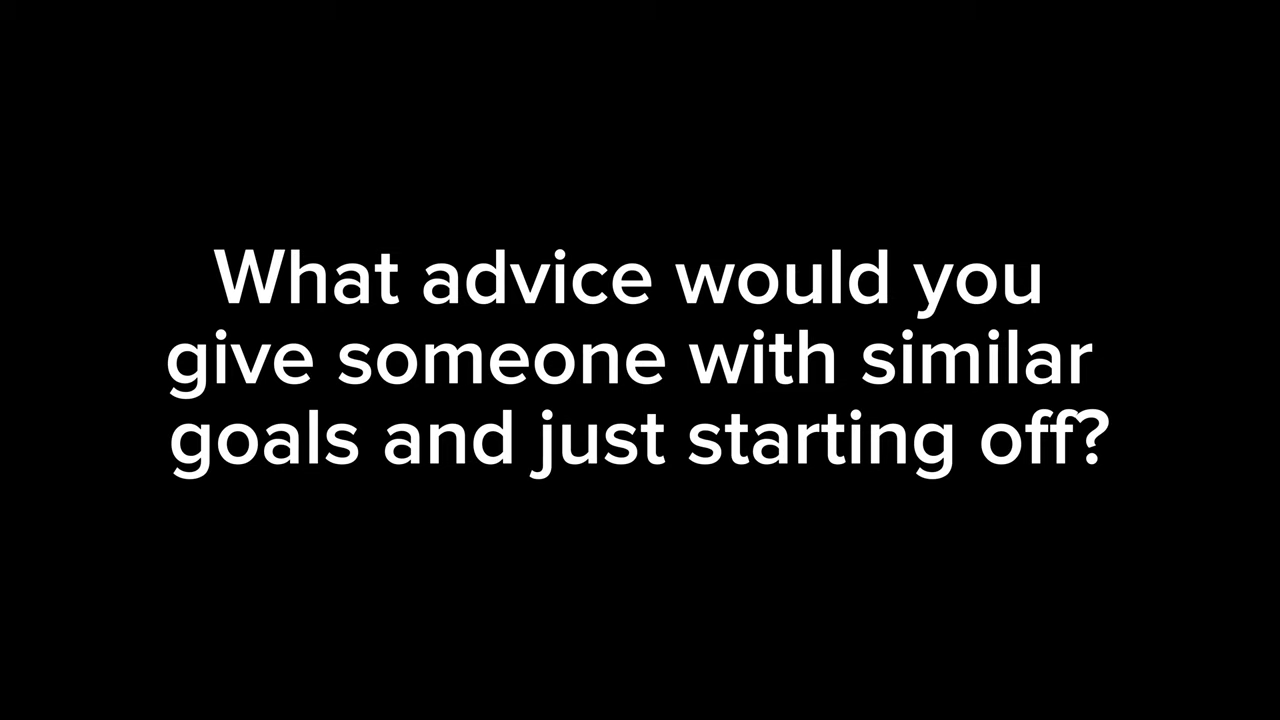 What advice would you
give someone with similar
goals and just starting off?